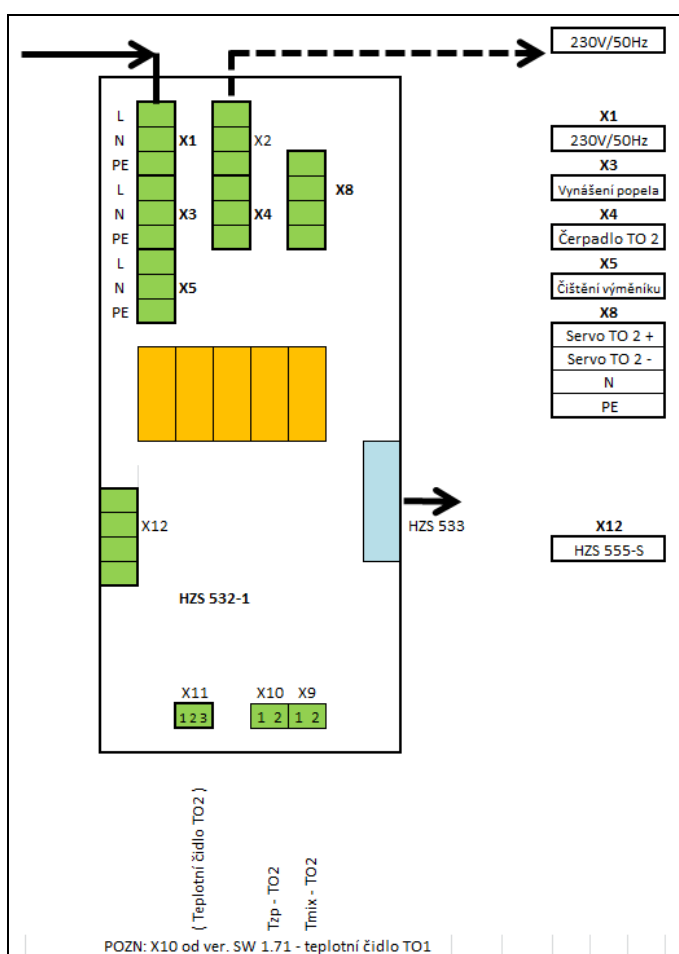 230V/50Hz
L
N X1 X2
PE
L X8
N X3 X4
PE
L
N X5
PE
X1
230V/50Hz
X3
Vynášení popela
X4
Čerpadlo TO 2
X5
Čištění výměníku
X8
Servo TO 2 +
Servo TO 2 -
N
PE
X12
HZS 533
X12
HZS 555-S
HZS 532-1
X11 X10 X9
1 2 3 1 2 1 2
( Teplotní čidlo TO2 )
Tzp - TO2
Tmix - TO2
POZN: X10 od ver. SW 1.71 - teplotní čidlo TO1